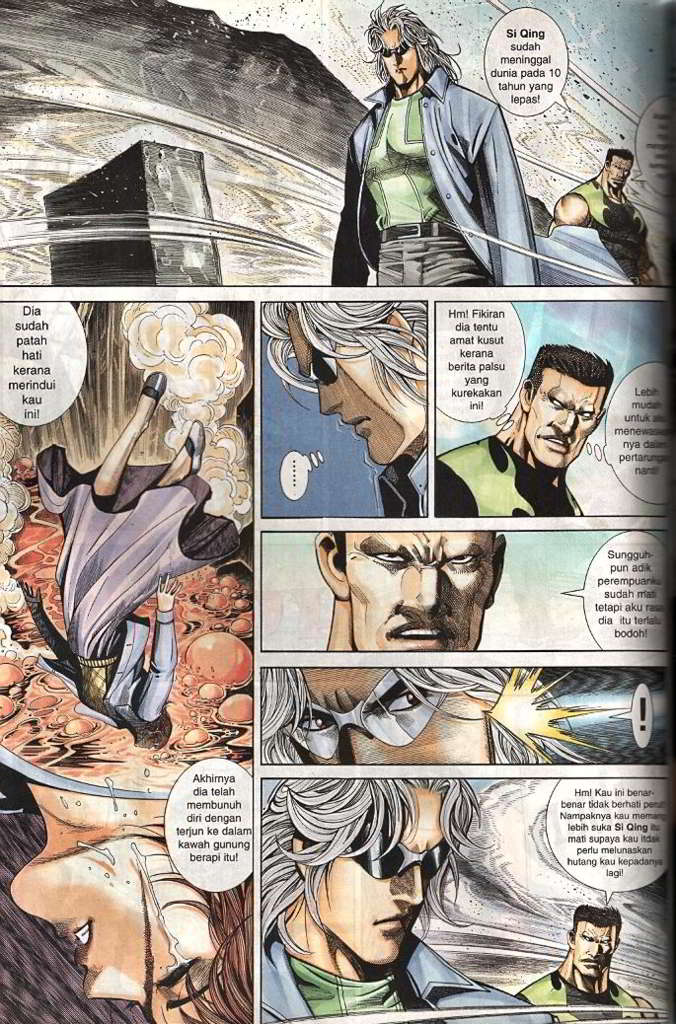 Si Qing
sudah
meninggal
dunia pada 10
tahun yang
lepas!
Dia
sudah
patah
hati
kerana
merindui
kau
ini!
Akhirnya
dia telah
membunuh
diri dengan
terjun ke dalam
kawah gunung
berapi itu!
......
Hm! Fikiran
dia tentu
amat kusut
kerana
berita palsu
yang
kurekakan
ini!
Lebih
mudah
untuk
menewas
nya dalam
pertarung
nanti!
Sungguh-
pun adik
perempuanku
sudah mati
tetapi aku rasa
dia itu terlalu
bodoh!
!
Hm! Kau ini benar-
benar tidak berhati perut!
Nampaknya kau memang
lebih suka Si Qing itu
mati supaya kau itdak
perlu melunaskan
hutang kau kepadanya
lagi!